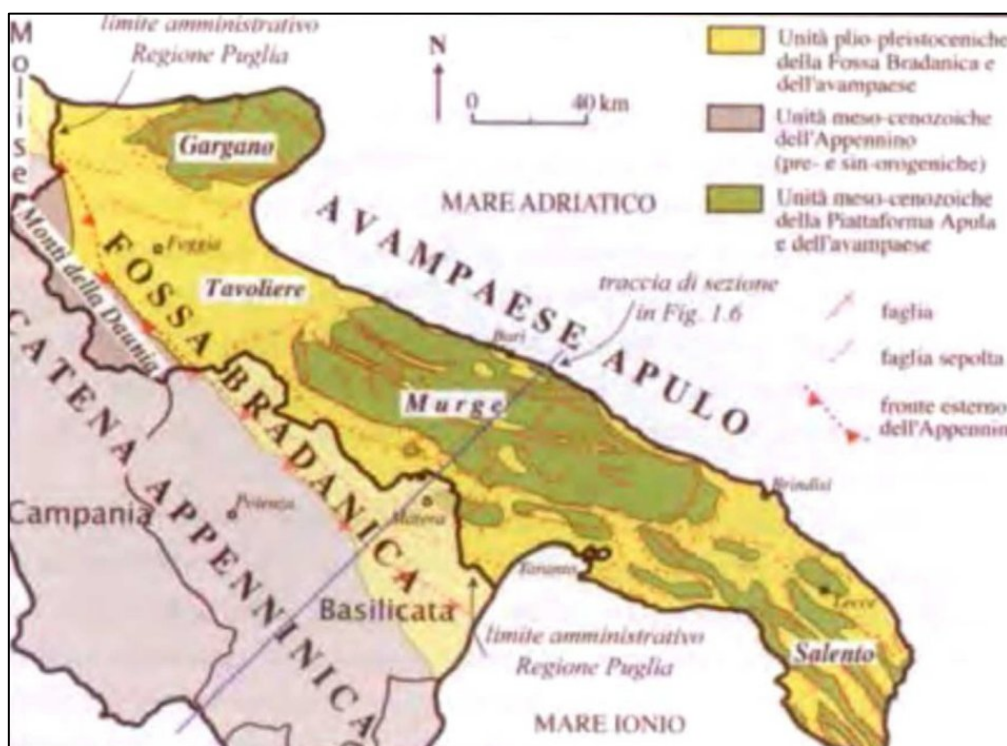 Molise
limite amministrativo
Regione Puglia
N
0 40 km
Unità plio-pleistoceniche
della Fossa Bradanica e
dell'avampaese
Unità meso-cenozoiche
dell'Appennino
(pre- e sin-orogeniche)
Unità meso-cenozoiche
della Piattaforma Apula
e dell'avampaese
Gargano
MARE ADRIATICO
AVAMPAESE APULO
traccia di sezione
in Fig. 1.6
faglia
faglia sepolta
fronte esterno
dell'Appennin
Monti della Daunia
Foggia
FOSSA BRADANICA
Tavoliere
Bari
Murge
Brindisi
CATENA APPENNINICA
Campania
Potenza
Matera
Taranto
Lecce
Basilicata
limite amministrativo
Regione Puglia
Salento
MARE IONIO